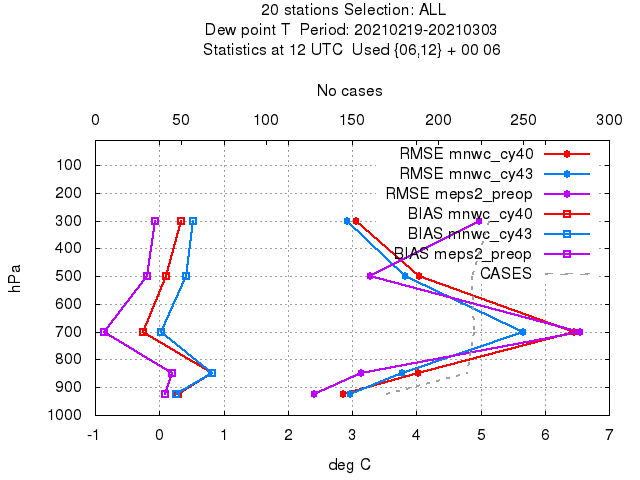 20 stations Selection: ALL
Dew point T  Period: 20210219-20210303
Statistics at 12 UTC  Used {06,12} + 00 06
No cases
0 50 100 150 200 250 300
100
200
300
400
500
600
700
800
900
1000
hPa
RMSE mnwc_cy40
RMSE mnwc_cy43
RMSE meps2_preop
BIAS mnwc_cy40
BIAS mnwc_cy43
BIAS meps2_preop
CASES
-1 0 1 2 3 4 5 6 7
deg C